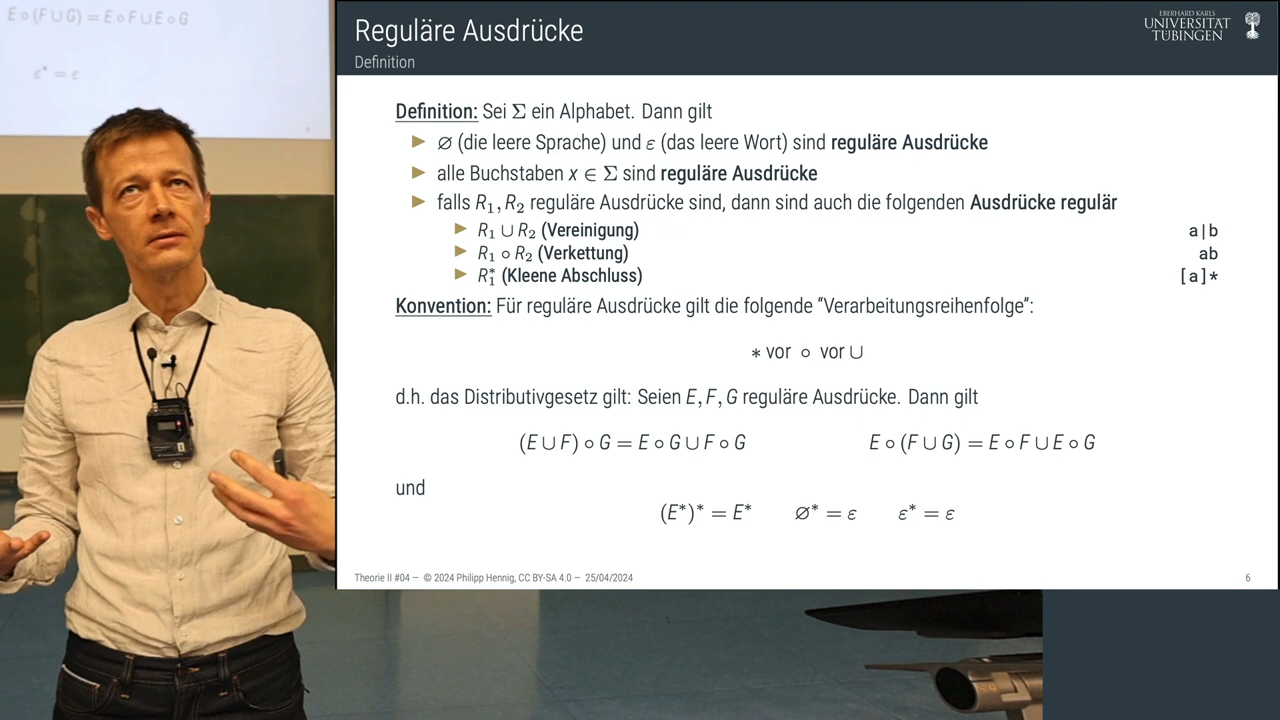 E∘(F∪G) = E∘F∪E∘G
ε* = ε
Reguläre Ausdrücke
Definition
EBERHARD KARLS
UNIVERSITÄT
TÜBINGEN
Definition: Sei Σ ein Alphabet. Dann gilt
▶ ∅ (die leere Sprache) und ε (das leere Wort) sind reguläre Ausdrücke
▶ alle Buchstaben x ∈ Σ sind reguläre Ausdrücke
▶ falls R₁, R₂ reguläre Ausdrücke sind, dann sind auch die folgenden Ausdrücke regulär
▶ R₁ ∪ R₂ (Vereinigung) a|b
▶ R₁ ∘ R₂ (Verkettung) ab
▶ R₁* (Kleene Abschluss) [a]*
Konvention: Für reguläre Ausdrücke gilt die folgende “Verarbeitungsreihenfolge”:
∗ vor ∘ vor ∪
d.h. das Distributivgesetz gilt: Seien E, F, G reguläre Ausdrücke. Dann gilt
(E ∪ F) ∘ G = E ∘ G ∪ F ∘ G E ∘ (F ∪ G) = E ∘ F ∪ E ∘ G
und
(E*)* = E* ∅* = ε ε* = ε
Theorie II #04 — © 2024 Philipp Hennig, CC BY-SA 4.0 — 25/04/2024 6